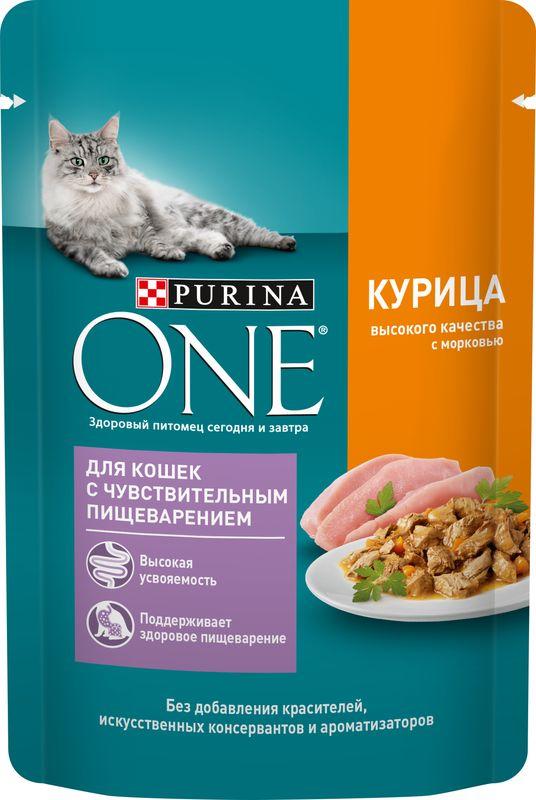 PURINA
ONE®
Здоровый питомец сегодня и завтра
КУРИЦА
высокого качества
с морковью
ДЛЯ КОШЕК
С ЧУВСТВИТЕЛЬНЫМ
ПИЩЕВАРЕНИЕМ
Высокая
усвояемость
Поддерживает
здоровое пищеварение
Без добавления красителей,
искусственных консервантов и ароматизаторов